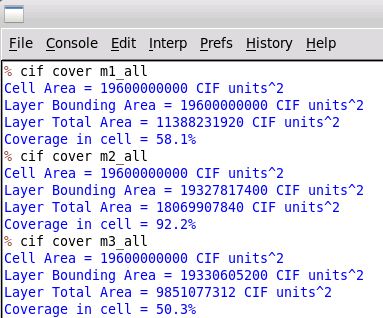 File Console Edit Interp Prefs History Help
% cif cover m1_all
Cell Area = 19600000000 CIF units^2
Layer Bounding Area = 19600000000 CIF units^2
Layer Total Area = 11388231920 CIF units^2
Coverage in cell = 58.1%
% cif cover m2_all
Cell Area = 19600000000 CIF units^2
Layer Bounding Area = 19327817400 CIF units^2
Layer Total Area = 18069907840 CIF units^2
Coverage in cell = 92.2%
% cif cover m3_all
Cell Area = 19600000000 CIF units^2
Layer Bounding Area = 19330605200 CIF units^2
Layer Total Area = 9851077312 CIF units^2
Coverage in cell = 50.3%